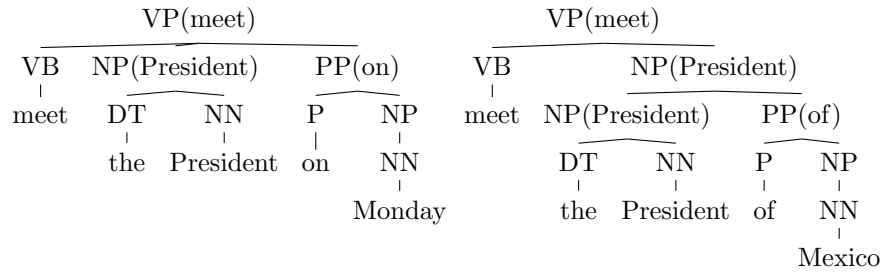 VP(meet) VP(meet)
VB NP(President) PP(on) VB NP(President)
meet DT NN P NP meet NP(President) PP(of)
the President on NN DT NN P NP
Monday the President of NN
Mexico